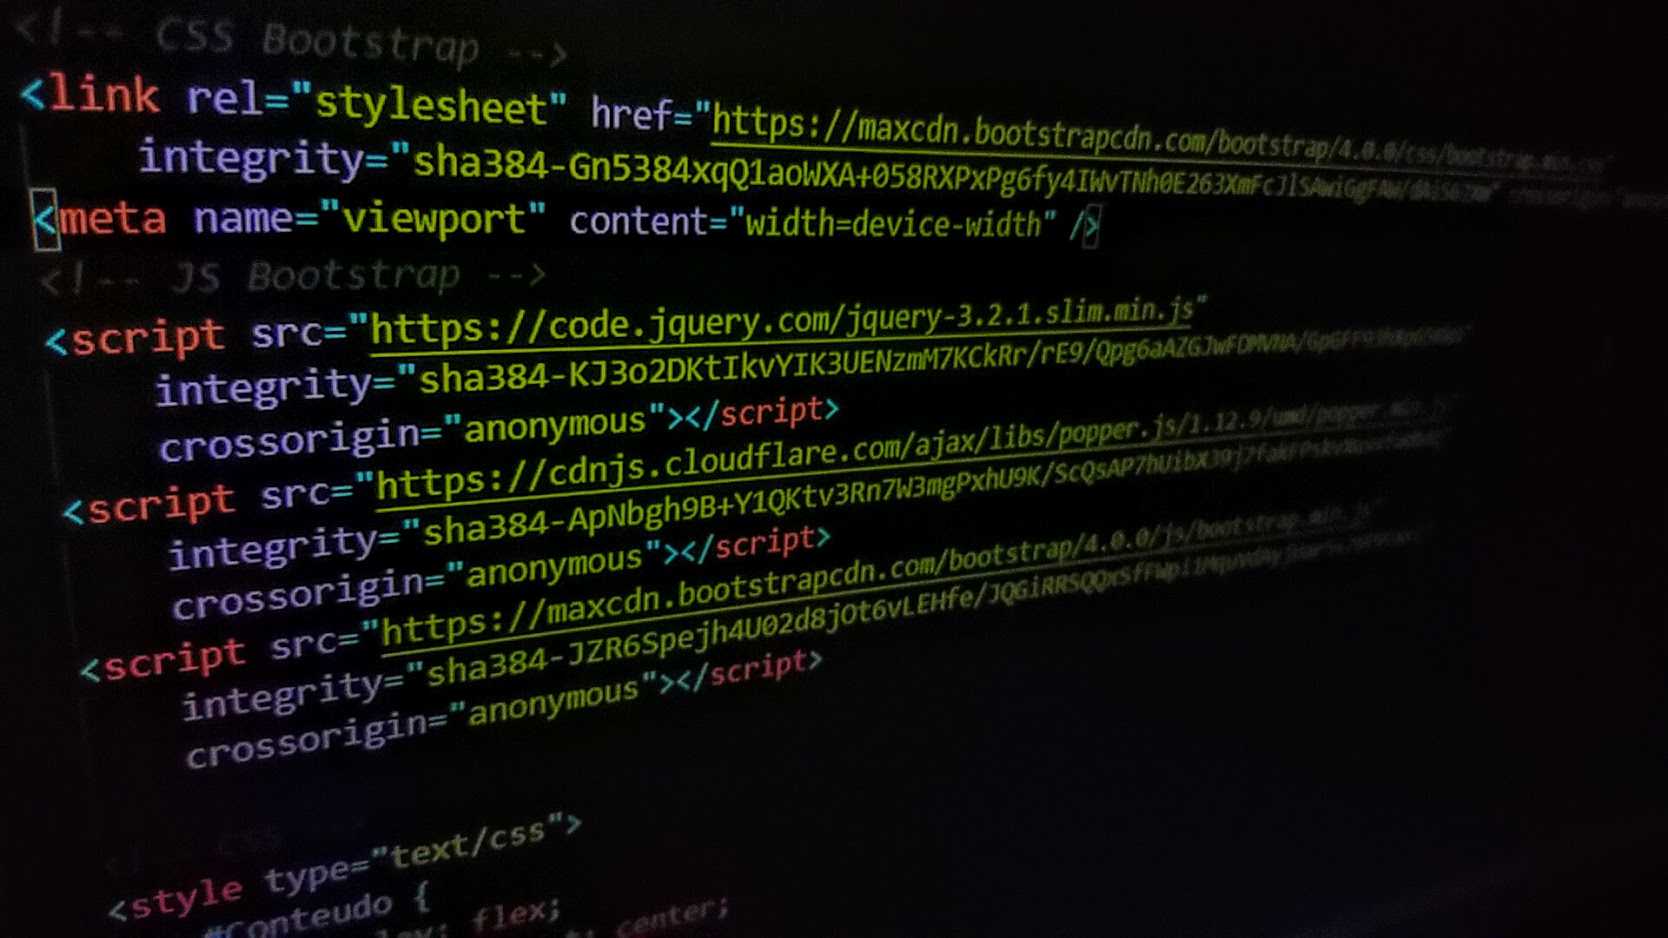 <!-- CSS Bootstrap -->
<link rel="stylesheet" href="https://maxcdn.bootstrapcdn.com/bootstrap/4.0.0/css/bootstrap.min.css"
integrity="sha384-Gn5384xqQ1aoWXA+058RXPxPg6fy4IWvTNh0E263XmFcJlSAwiGgFAW/dAiS6JXm"
<meta name="viewport" content="width=device-width" />
<!-- JS Bootstrap -->
<script src="https://code.jquery.com/jquery-3.2.1.slim.min.js"
integrity="sha384-KJ3o2DKtIkvYIK3UENzmM7KCkRr/rE9/Qpg6aAZGJwFDMVNA/GpGFF93hXpG5KkN"
crossorigin="anonymous"></script>
<script src="https://cdnjs.cloudflare.com/ajax/libs/popper.js/1.12.9/umd/popper.min.js
integrity="sha384-ApNbgh9B+Y1QKtv3Rn7W3mgPxhU9K/ScQsAP7hUibX39j7fakFPskvXusvfa0b4Q
crossorigin="anonymous"></script>
<script src="https://maxcdn.bootstrapcdn.com/bootstrap/4.0.0/js/bootstrap.min.js"
integrity="sha384-JZR6Spejh4U02d8jOt6vLEHfe/JQGiRRSQQxSfFWpi1MquVdAyjUar5
crossorigin="anonymous"></script>
<style type="text/css">
#Conteudo {
flex;
center;